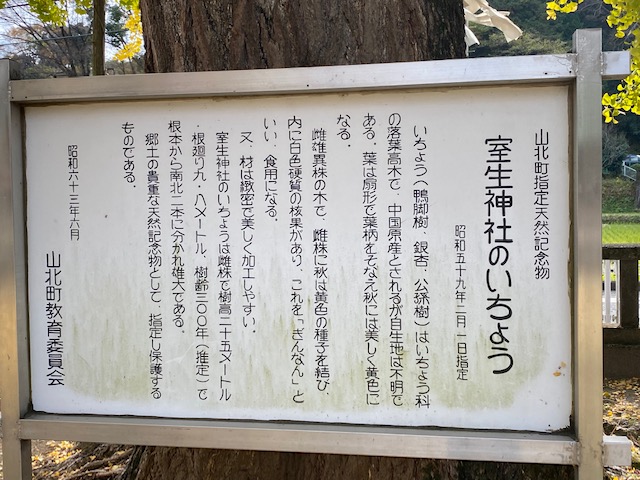 山北町指定天然記念物
室生神社のいちょう
昭和五十九年二月一日指定
いちょう(鴨脚樹、銀杏、公孫樹)はいちょう科
の落葉高木で、中国原産とされるが自生地は不明で
ある。葉は扇形で葉柄をそなえ秋には美しく黄色に
なる。
雌雄異株の木で、雌株に秋は黄色の種子を結び、
内に白色硬質の核果があり、これを「ぎんなん」と
いい、食用になる。
又、材は緻密で美しく加工しやすい。
室生神社のいちょうは雌株で樹高二十五メートル
・根廻り九・八メートル、樹齢三〇〇年(推定)で
根本から南北二本に分かれ雄大である。
郷土の貴重な天然記念物として、指定し保護する
ものである。
昭和六十三年六月
山北町教育委員会